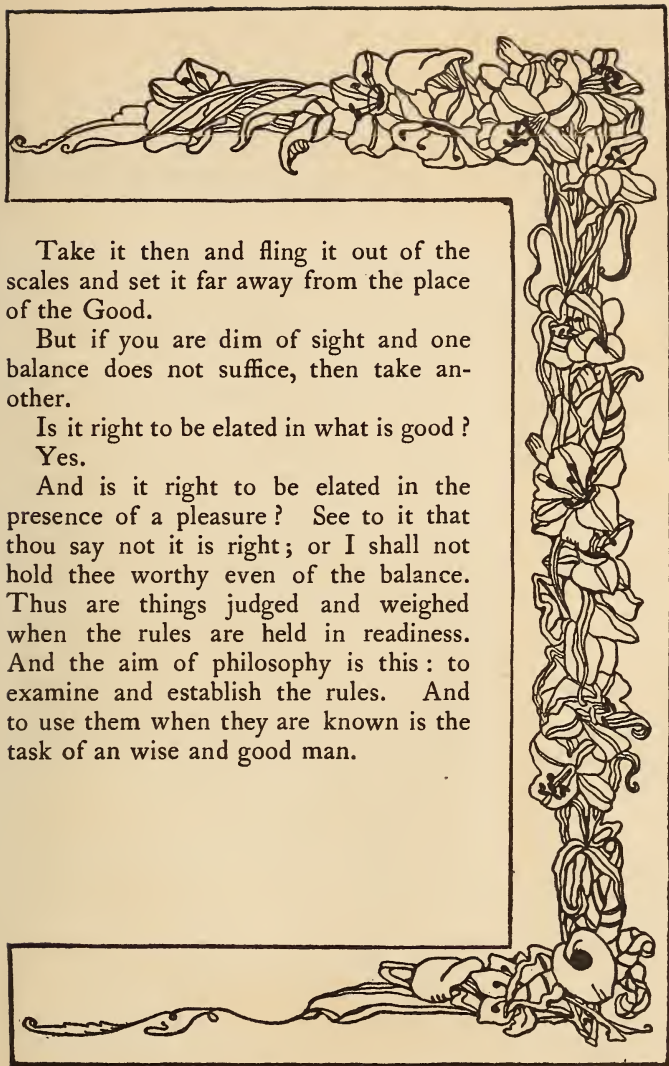 Take it then and fling it out of the
scales and set it far away from the place
of the Good.
But if you are dim of sight and one
balance does not suffice, then take an-
other.
Is it right to be elated in what is good ?
Yes.
And is it right to be elated in the
presence of a pleasure ? See to it that
thou say not it is right ; or I shall not
hold thee worthy even of the balance.
Thus are things judged and weighed
when the rules are held in readiness.
And the aim of philosophy is this : to
examine and establish the rules. And
to use them when they are known is the
task of an wise and good man.